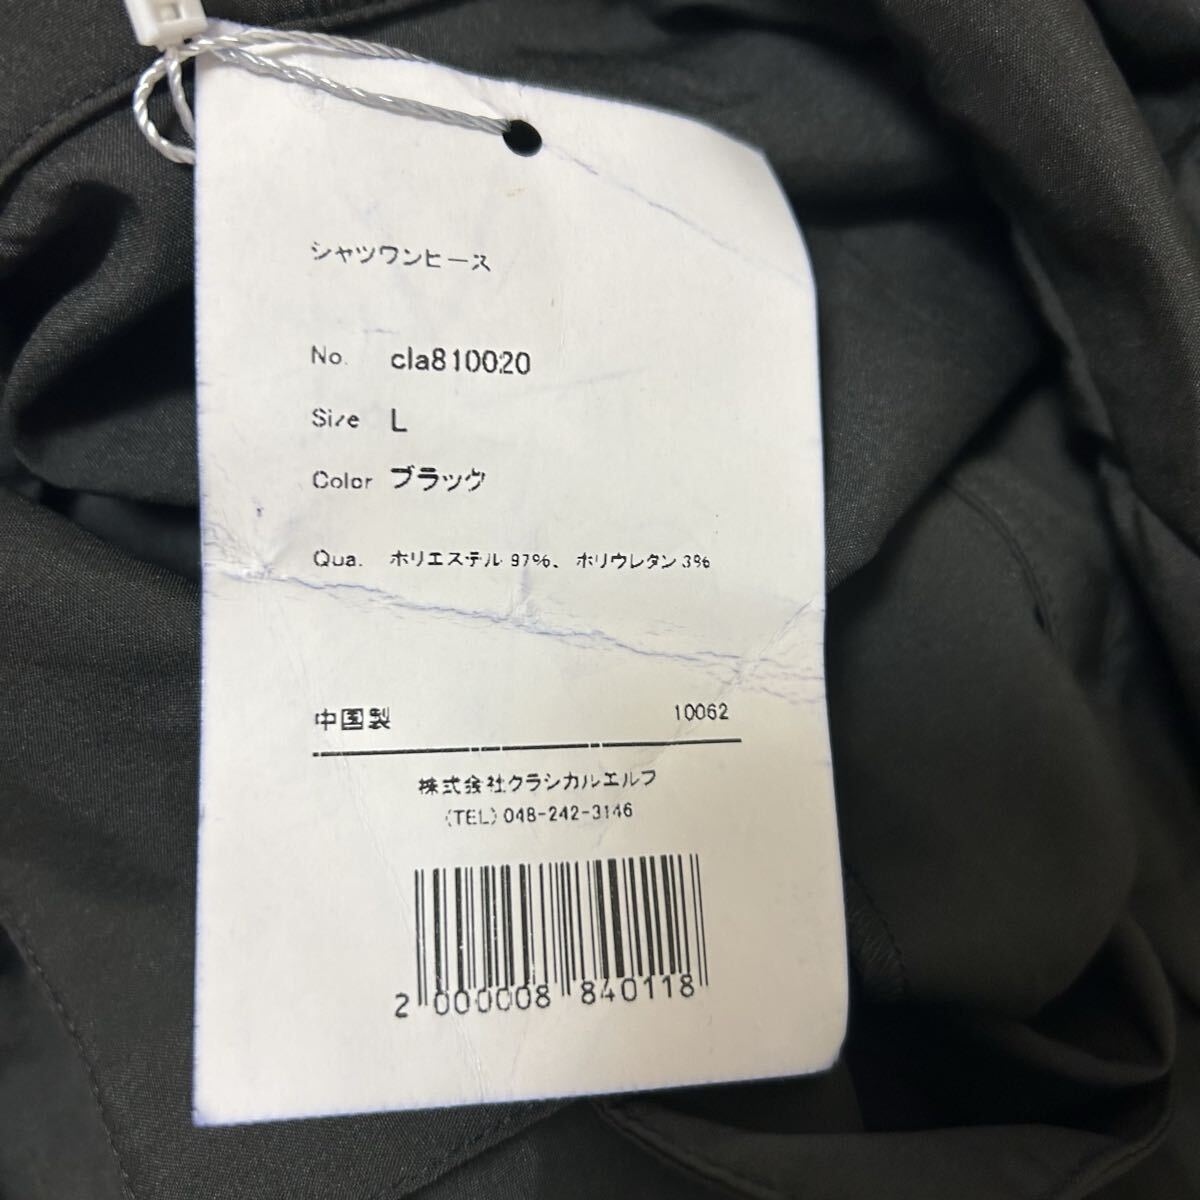 シャツワンピース
No. cla810020
Size L
Color ブラック
Qua. ポリエステル 97%、ポリウレタン 3%
中国製 10062
株式会社クラシカルエルフ
(TEL) 048-242-3146
2 000008 840118